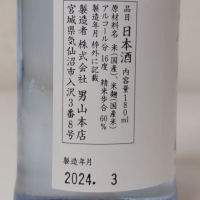 品目 日本酒 内容量180ml
原材料名 米(国産)、米麹(国産米)
アルコール分 16度 精米歩合 60%
製造年月 枠外に記載
製造者 株式会社 男山本店
宮城県気仙沼市入沢3番8号
製造年月
2024. 3